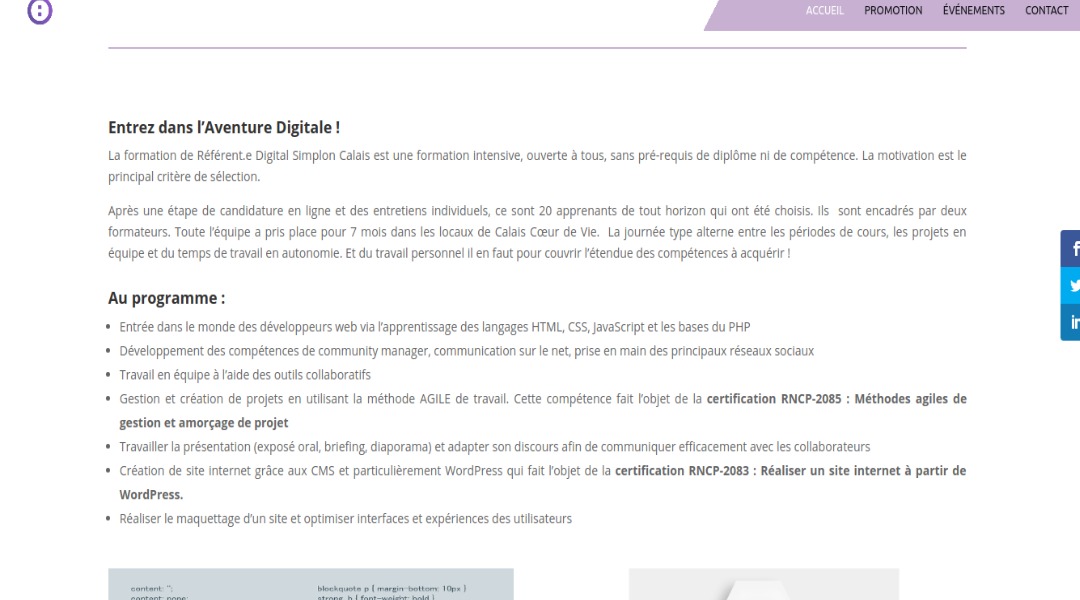 ACCUEIL PROMOTION ÉVÉNEMENTS CONTACT
Entrez dans l’Aventure Digitale !
La formation de Référent.e Digital Simplon Calais est une formation intensive, ouverte à tous, sans pré-requis de diplôme ni de compétence. La motivation est le
principal critère de sélection.
Après une étape de candidature en ligne et des entretiens individuels, ce sont 20 apprenants de tout horizon qui ont été choisis. Ils sont encadrés par deux
formateurs. Toute l’équipe a pris place pour 7 mois dans les locaux de Calais Cœur de Vie. La journée type alterne entre les périodes de cours, les projets en
équipe et du temps de travail en autonomie. Et du travail personnel il en faut pour couvrir l’étendue des compétences à acquérir !
Au programme :
Entrée dans le monde des développeurs web via l’apprentissage des langages HTML, CSS, JavaScript et les bases du PHP
Développement des compétences de community manager, communication sur le net, prise en main des principaux réseaux sociaux
Travail en équipe à l’aide des outils collaboratifs
Gestion et création de projets en utilisant la méthode AGILE de travail. Cette compétence fait l’objet de la certification RNCP-2085 : Méthodes agiles de
gestion et amorçage de projet
Travailler la présentation (exposé oral, briefing, diaporama) et adapter son discours afin de communiquer efficacement avec les collaborateurs
Création de site internet grâce aux CMS et particulièrement WordPress qui fait l’objet de la certification RNCP-2083 : Réaliser un site internet à partir de
WordPress.
Réaliser le maquettage d’un site et optimiser interfaces et expériences des utilisateurs
content: '';
blockquote p { margin-bottom: 10px }
content: none;
strong, b { font-weight: bold }